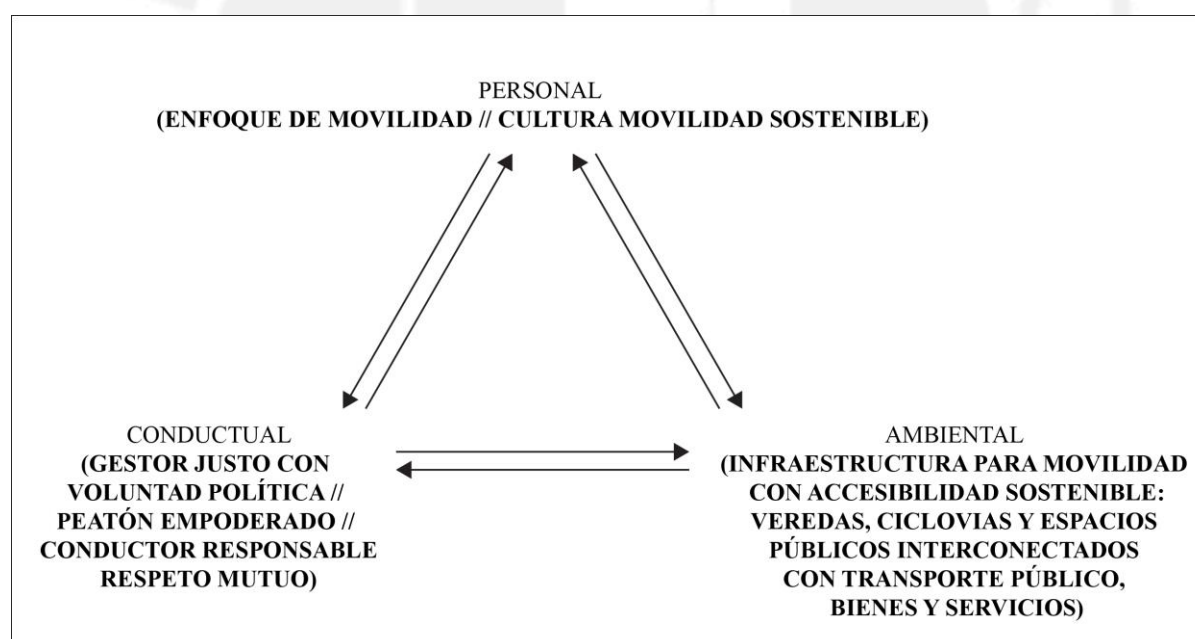 PERSONAL
(ENFOQUE DE MOVILIDAD // CULTURA MOVILIDAD SOSTENIBLE)
CONDUCTUAL
(GESTOR JUSTO CON
VOLUNTAD POLÍTICA //
PEATÓN EMPODERADO //
CONDUCTOR RESPONSABLE
RESPETO MUTUO)
AMBIENTAL
(INFRAESTRUCTURA PARA MOVILIDAD
CON ACCESIBILIDAD SOSTENIBLE:
VEREDAS, CICLOVIAS Y ESPACIOS
PÚBLICOS INTERCONECTADOS
CON TRANSPORTE PÚBLICO,
BIENES Y SERVICIOS)